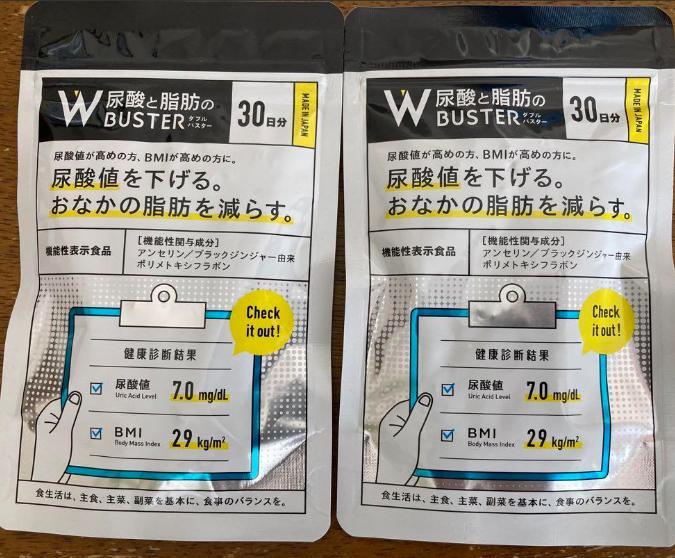 W 尿酸と脂肪の
BUSTER ダブル
バスター
30日分
MADE IN JAPAN
尿酸値が高めの方、BMIが高めの方に。
尿酸値を下げる。
おなかの脂肪を減らす。
機能性表示食品
[機能性関与成分]
アンセリン/ブラックジンジャー由来
ポリメトキシフラボン
Check
it out!
健康診断結果
尿酸値 7.0 mg/dL
Uric Acid Level
BMI 29 kg/m²
Body Mass Index
食生活は、主食、主菜、副菜を基本に、食事のバランスを。
W 尿酸と脂肪の
BUSTER ダブル
バスター
30日分
MADE IN JAPAN
尿酸値が高めの方、BMIが高めの方に。
尿酸値を下げる。
おなかの脂肪を減らす。
機能性表示食品
[機能性関与成分]
アンセリン/ブラックジンジャー由来
ポリメトキシフラボン
Check
it out!
健康診断結果
尿酸値 7.0 mg/dL
Uric Acid Level
BMI 29 kg/m²
Body Mass Index
食生活は、主食、主菜、副菜を基本に、食事のバランスを。